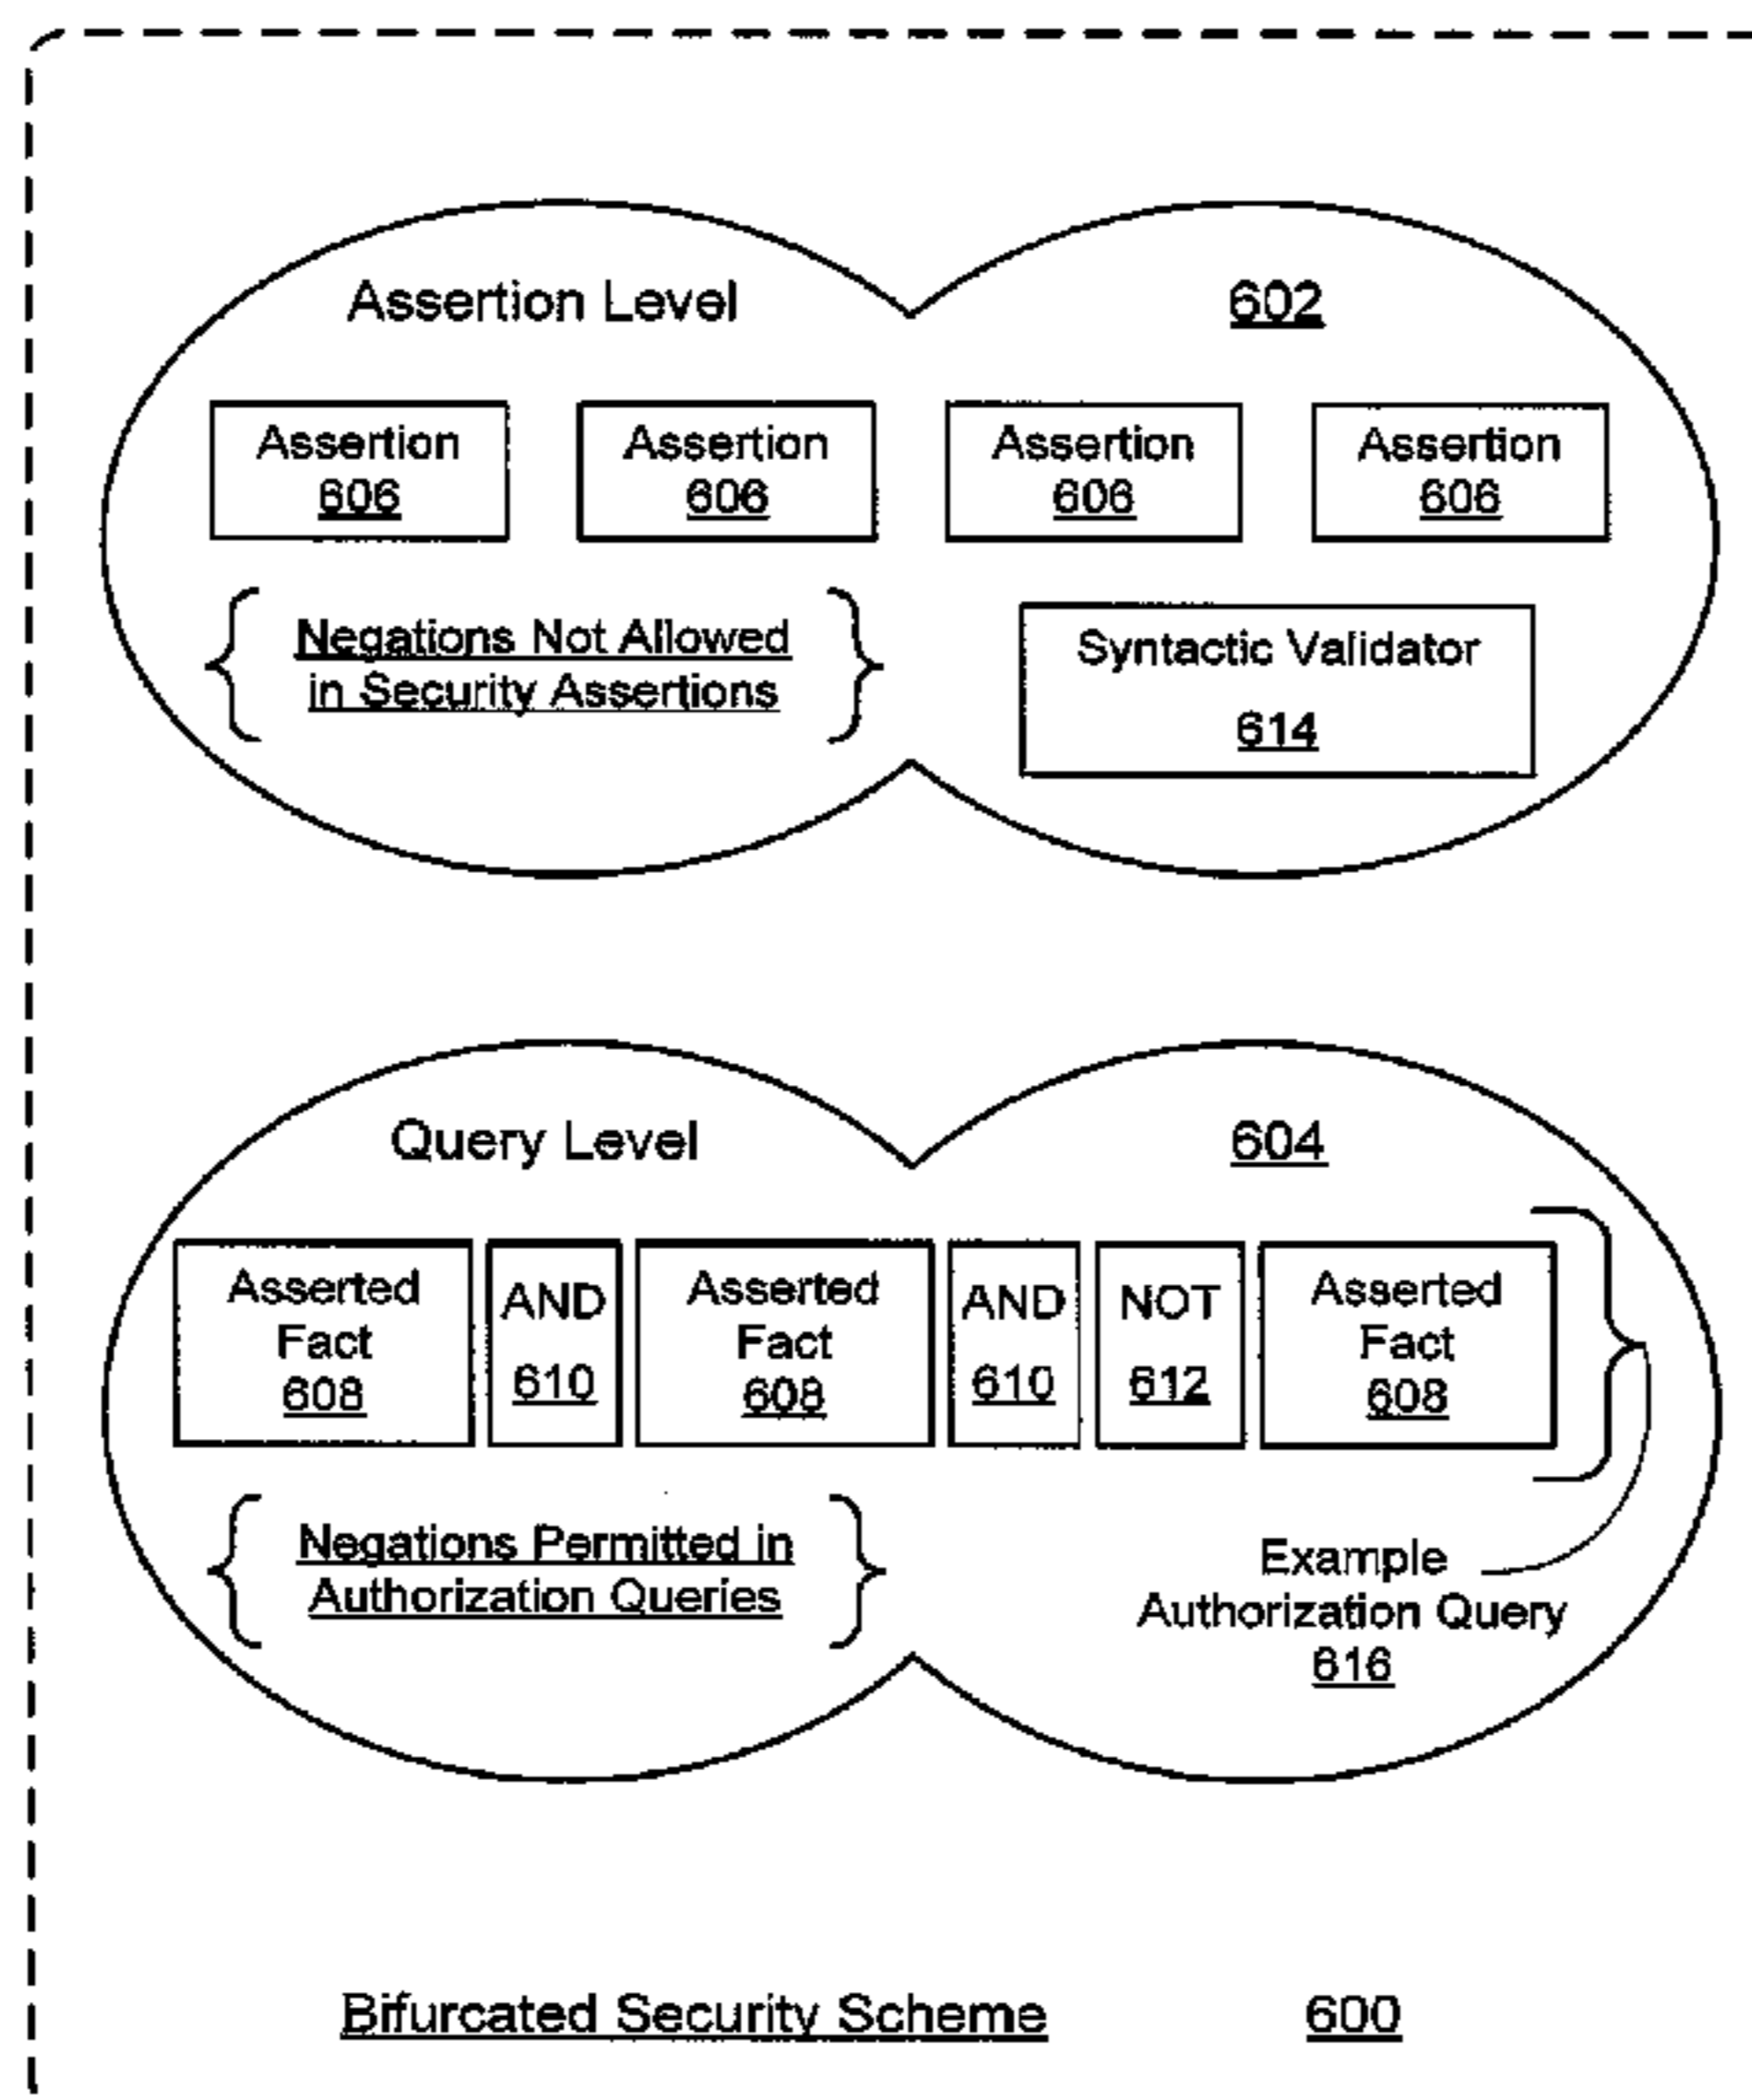 Assertion Level 602
Assertion Assertion Assertion Assertion
606 606 606 606
Negations Not Allowed
in Security Assertions
Syntactic Validator
614
Query Level 604
Asserted Fact 608
AND 610
Asserted Fact 608
AND 610
NOT 612
Asserted Fact 608
Negations Permitted in
Authorization Queries
Example
Authorization Query
616
Bifurcated Security Scheme 600